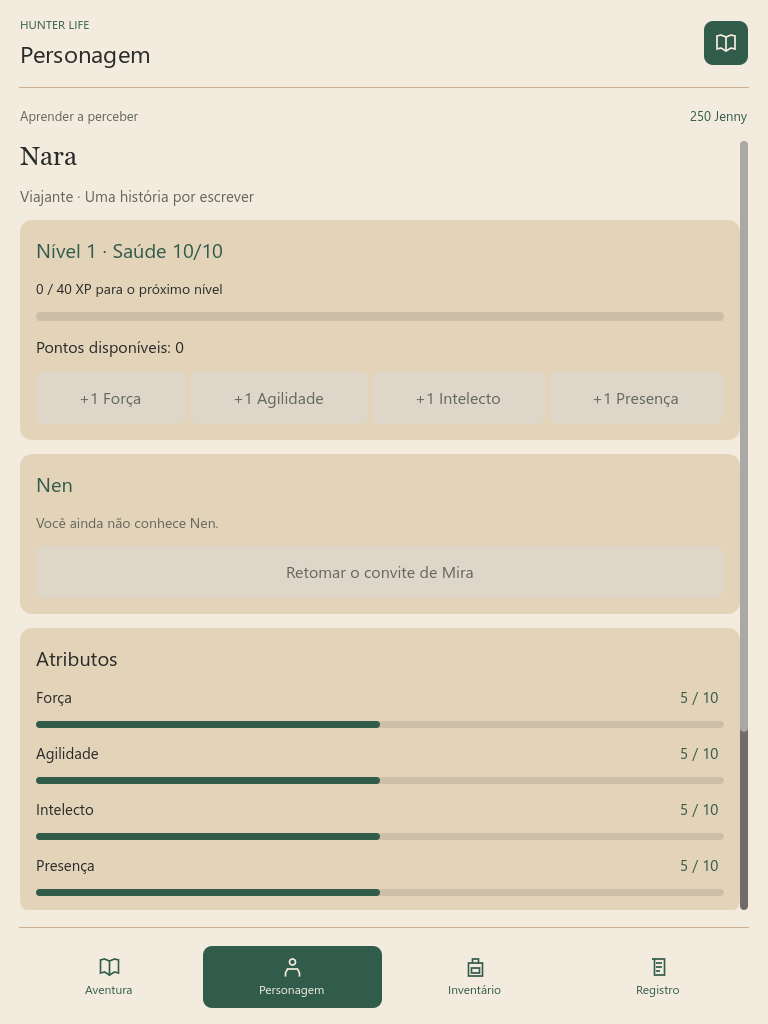 HUNTER LIFE
Personagem
Aprender a perceber
250 Jenny
Nara
Viajante · Uma história por escrever
Nível 1 · Saúde 10/10
0 / 40 XP para o próximo nível
Pontos disponíveis: 0
+1 Força
+1 Agilidade
+1 Intelecto
+1 Presença
Nen
Você ainda não conhece Nen.
Retomar o convite de Mira
Atributos
Força
5 / 10
Agilidade
5 / 10
Intelecto
5 / 10
Presença
5 / 10
Aventura
Personagem
Inventário
Registro